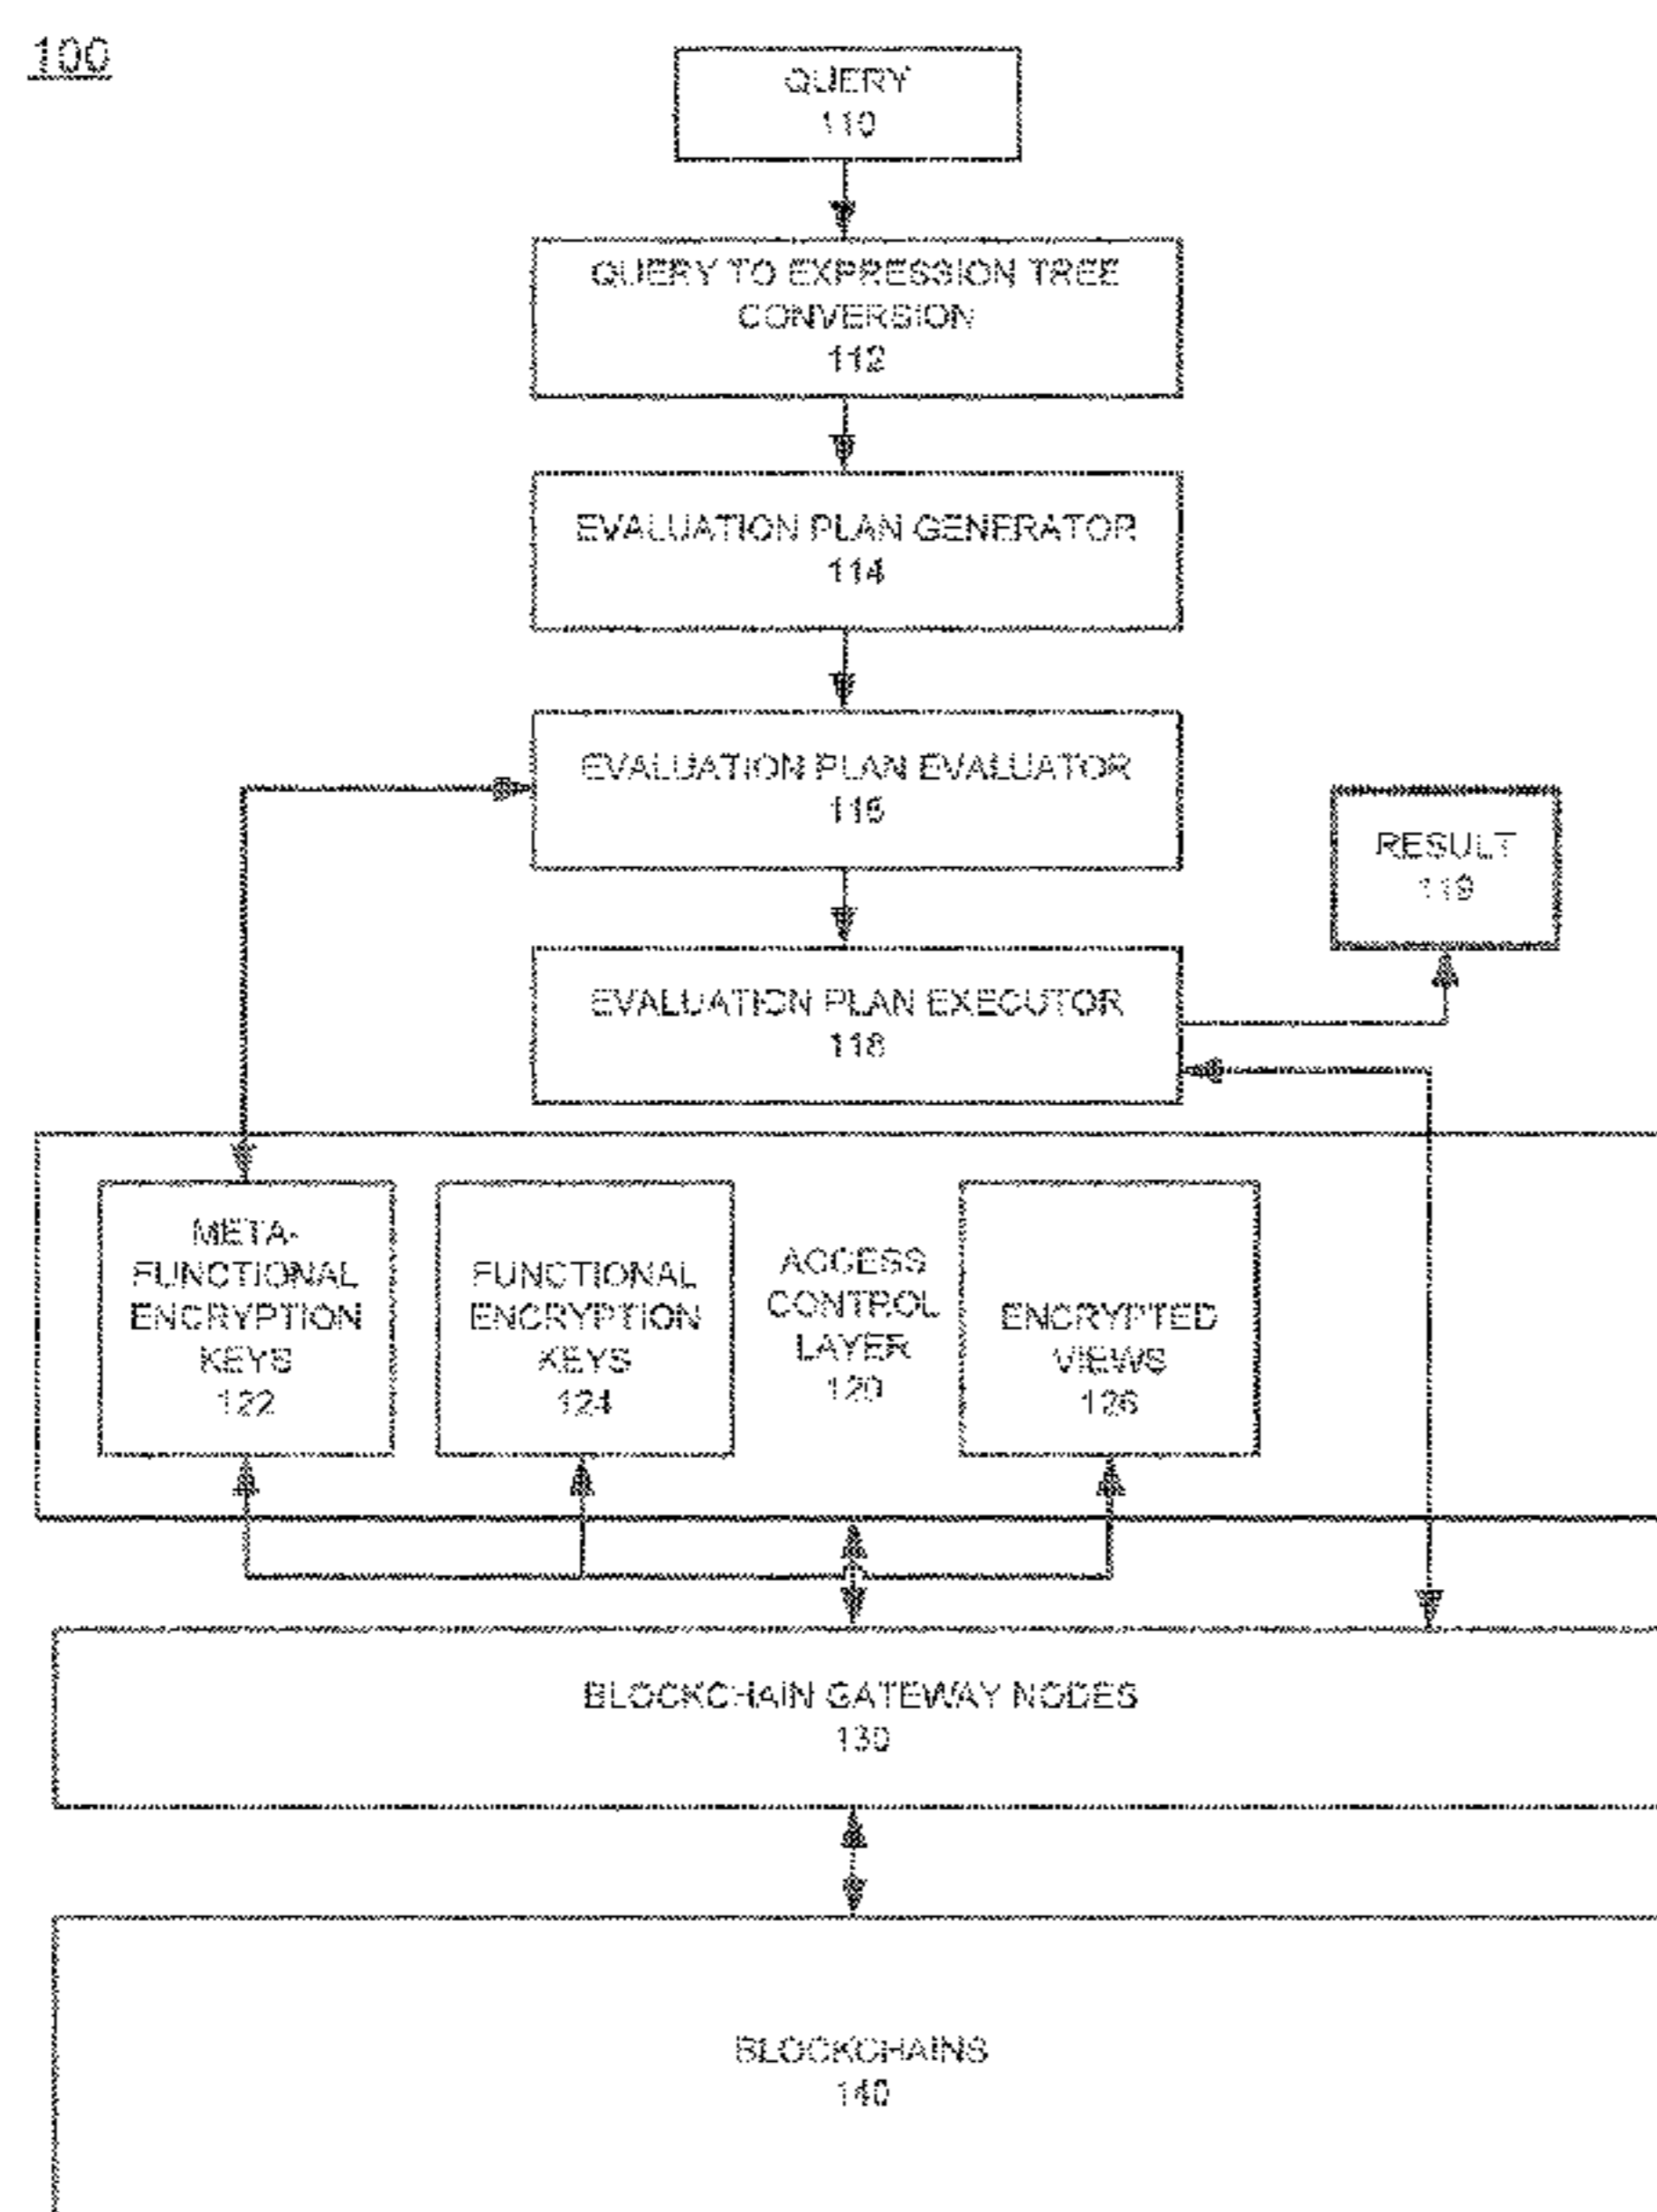 100
QUERY
110
QUERY TO EXPRESSION TREE
CONVERSION
112
EVALUATION PLAN GENERATOR
114
EVALUATION PLAN EVALUATOR
116
RESULT
119
EVALUATION PLAN EXECUTOR
118
META-
FUNCTIONAL
ENCRYPTION
KEYS
122
FUNCTIONAL
ENCRYPTION
KEYS
124
ACCESS
CONTROL
LAYER
120
ENCRYPTED
VIEWS
126
BLOCKCHAIN GATEWAY NODES
130
BLOCKCHAINS
140